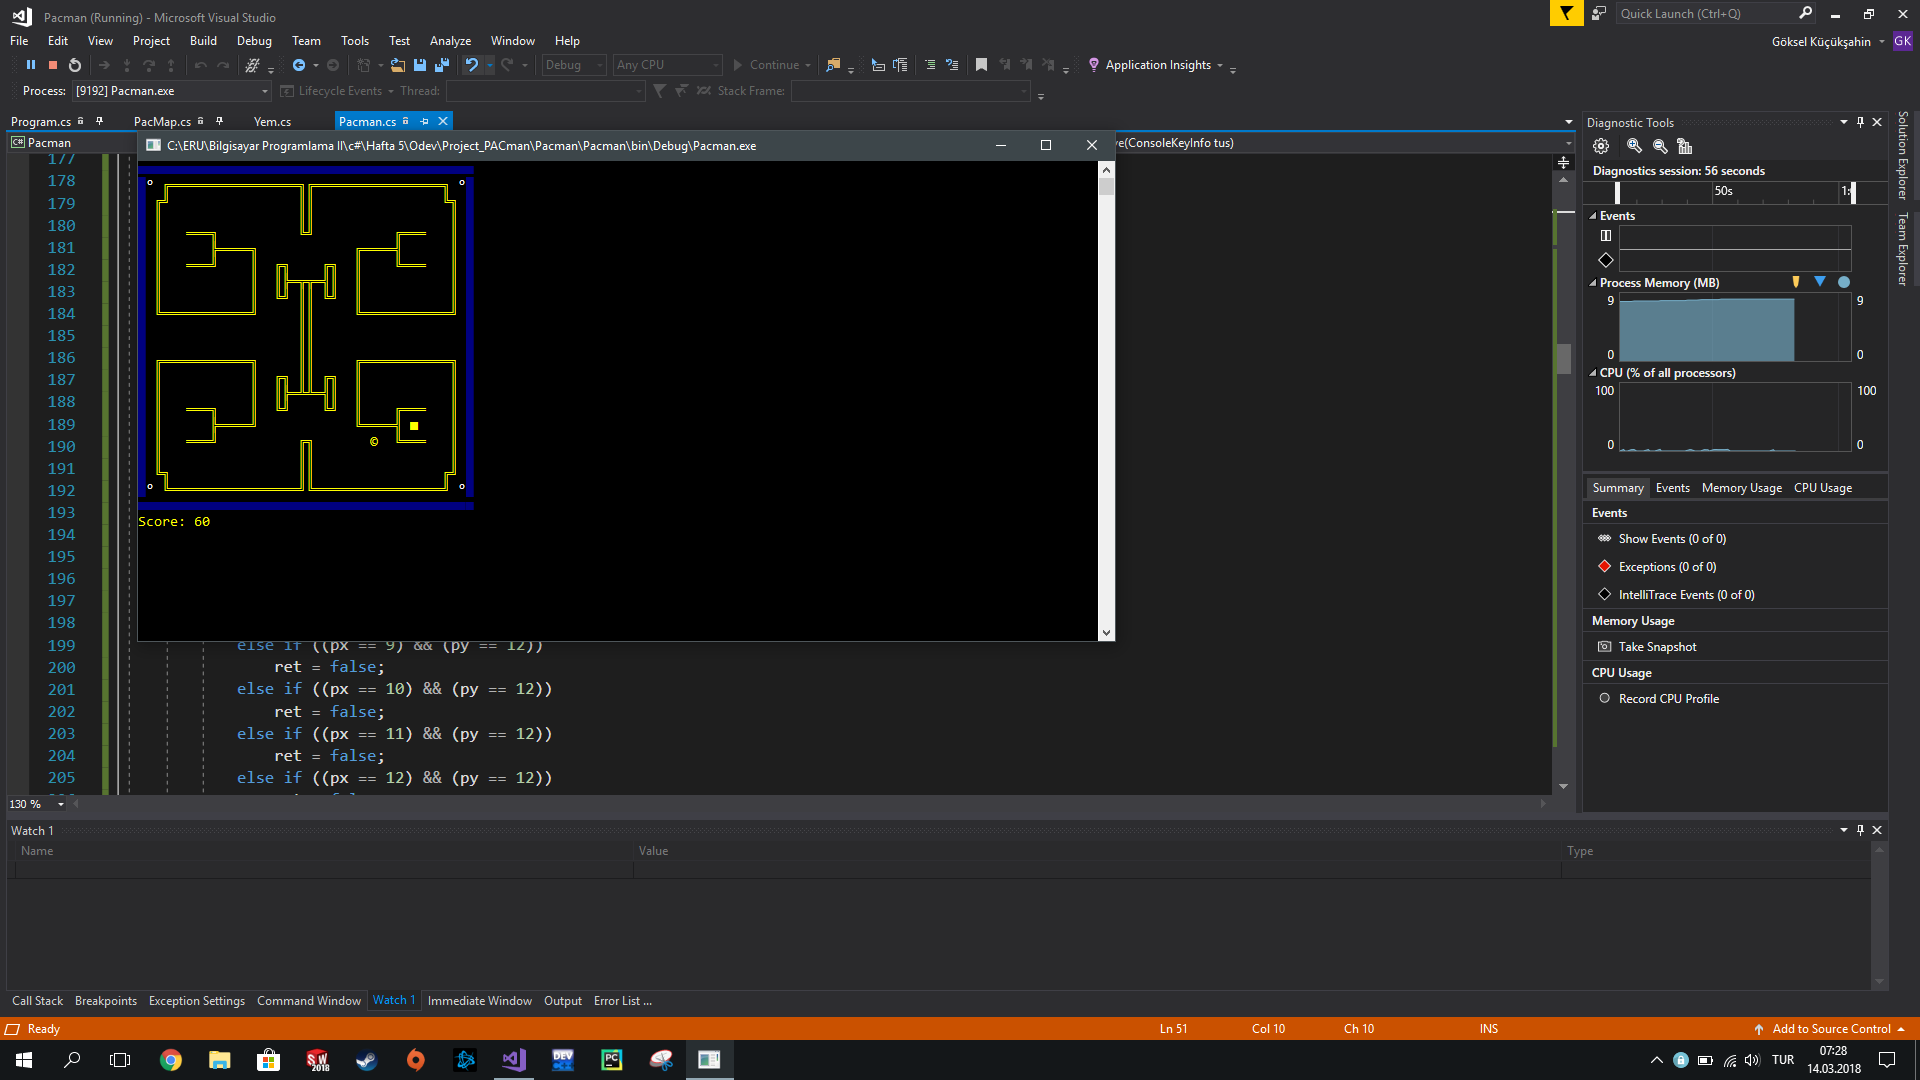 Pacman (Running) - Microsoft Visual Studio
Quick Launch (Ctrl+Q)
File Edit View Project Build Debug Team Tools Test Analyze Window Help
Göksel Küçükşahin GK
Debug Any CPU Continue Application Insights
Process: [9192] Pacman.exe Lifecycle Events Thread: Stack Frame:
Program.cs PacMap.cs Yem.cs Pacman.cs
Pacman
C:\ERU\Bilgisayar Programlama II\c#\Hafta 5\Odev\Project_PACman\Pacman\Pacman\bin\Debug\Pacman.exe
ve(ConsoleKeyInfo tus)
177
178
179
180
181
182
183
184
185
186
187
188
189
190
191
192
193
194
195
196
197
198
©
Score: 60
199 else if ((px == 9) && (py == 12))
200 ret = false;
201 else if ((px == 10) && (py == 12))
202 ret = false;
203 else if ((px == 11) && (py == 12))
204 ret = false;
205 else if ((px == 12) && (py == 12))
130 %
Diagnostic Tools
Diagnostics session: 56 seconds
50s
Events
Process Memory (MB)
9 9
0 0
CPU (% of all processors)
100 100
0 0
Summary Events Memory Usage CPU Usage
Events
Show Events (0 of 0)
Exceptions (0 of 0)
IntelliTrace Events (0 of 0)
Memory Usage
Take Snapshot
CPU Usage
Record CPU Profile
Solution Explorer
Team Explorer
Watch 1
Name Value Type
Call Stack Breakpoints Exception Settings Command Window Watch 1 Immediate Window Output Error List ...
Ready Ln 51 Col 10 Ch 10 INS Add to Source Control
SW 2018 DEV PC TUR 07:28
14.03.2018